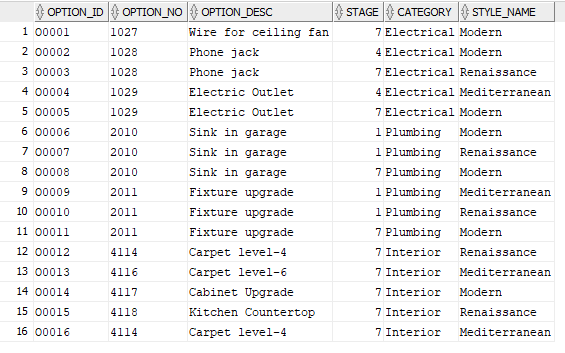 OPTION_ID OPTION_NO OPTION_DESC STAGE CATEGORY STYLE_NAME
1 O0001 1027 Wire for ceiling fan 7 Electrical Modern
2 O0002 1028 Phone jack 4 Electrical Modern
3 O0003 1028 Phone jack 7 Electrical Renaissance
4 O0004 1029 Electric Outlet 4 Electrical Mediterranean
5 O0005 1029 Electric Outlet 7 Electrical Modern
6 O0006 2010 Sink in garage 1 Plumbing Modern
7 O0007 2010 Sink in garage 1 Plumbing Renaissance
8 O0008 2010 Sink in garage 7 Plumbing Modern
9 O0009 2011 Fixture upgrade 1 Plumbing Mediterranean
10 O0010 2011 Fixture upgrade 1 Plumbing Renaissance
11 O0011 2011 Fixture upgrade 7 Plumbing Modern
12 O0012 4114 Carpet level-4 7 Interior Renaissance
13 O0013 4116 Carpet level-6 7 Interior Mediterranean
14 O0014 4117 Cabinet Upgrade 7 Interior Modern
15 O0015 4118 Kitchen Countertop 7 Interior Renaissance
16 O0016 4114 Carpet level-4 7 Interior Mediterranean